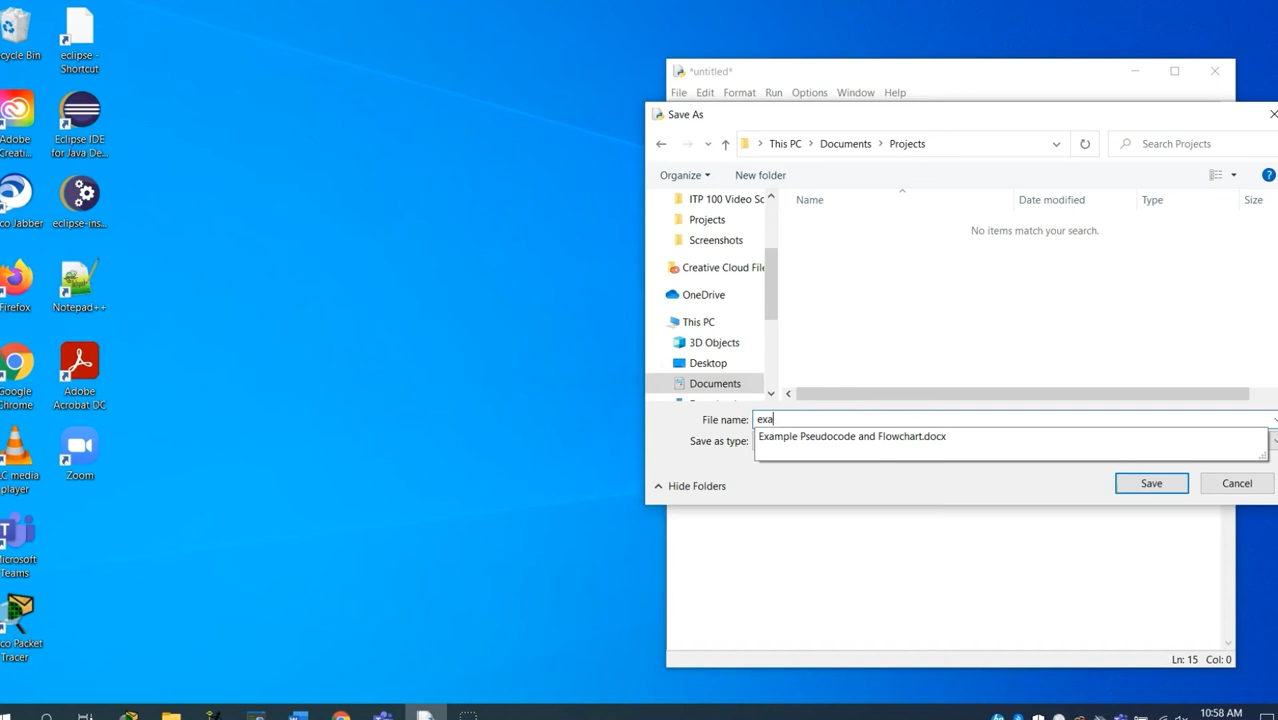 cycle Bin
eclipse -
Shortcut
Adobe
Creati...
Eclipse IDE
for Java De...
co Jabber
eclipse-ins...
Firefox
Notepad++
Google
Chrome
Adobe
Acrobat DC
LC media
player
Zoom
Microsoft
Teams
co Packet
Tracer
*untitled*
File Edit Format Run Options Window Help
Save As
This PC > Documents > Projects
Search Projects
Organize New folder
ITP 100 Video Sc
Projects
Screenshots
Creative Cloud File
OneDrive
This PC
3D Objects
Desktop
Documents
Name Date modified Type Size
No items match your search.
File name: exa
Example Pseudocode and Flowchart.docx
Save as type:
Hide Folders
Save Cancel
Ln: 15 Col: 0
10:58 AM